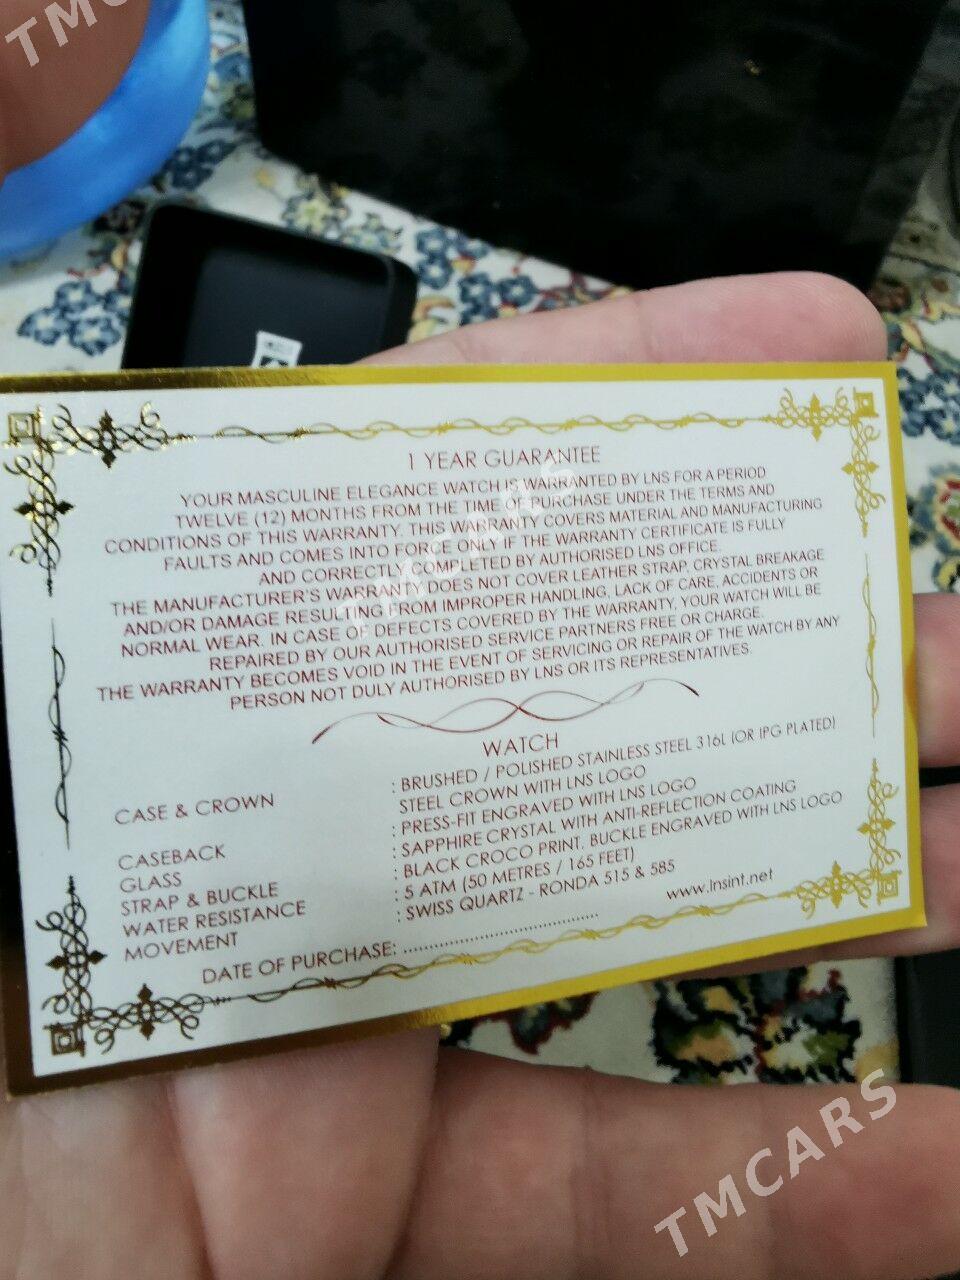 TMC
1 YEAR GUARANTEE
YOUR MASCULINE ELEGANCE WATCH IS WARRANTED BY LNS FOR A PERIOD
TWELVE (12) MONTHS FROM THE TIME OF PURCHASE UNDER THE TERMS AND
CONDITIONS OF THIS WARRANTY. THIS WARRANTY COVERS MATERIAL AND MANUFACTURING
FAULTS AND COMES INTO FORCE ONLY IF THE WARRANTY CERTIFICATE IS FULLY
AND CORRECTLY COMPLETED BY AUTHORISED LNS OFFICE.
THE MANUFACTURER'S WARRANTY DOES NOT COVER LEATHER STRAP, CRYSTAL BREAKAGE
AND/OR DAMAGE RESULTING FROM IMPROPER HANDLING, LACK OF CARE, ACCIDENTS OR
NORMAL WEAR. IN CASE OF DEFECTS COVERED BY THE WARRANTY, YOUR WATCH WILL BE
REPAIRED BY OUR AUTHORISED SERVICE PARTNERS FREE OR CHARGE.
THE WARRANTY BECOMES VOID IN THE EVENT OF SERVICING OR REPAIR OF THE WATCH BY ANY
PERSON NOT DULY AUTHORISED BY LNS OR ITS REPRESENTATIVES.
TMCARS
WATCH
CASE & CROWN : BRUSHED / POLISHED STAINLESS STEEL 316L (OR IPG PLATED)
STEEL CROWN WITH LNS LOGO
CASEBACK : PRESS-FIT ENGRAVED WITH LNS LOGO
GLASS : SAPPHIRE CRYSTAL WITH ANTI-REFLECTION COATING
STRAP & BUCKLE : BLACK CROCO PRINT. BUCKLE ENGRAVED WITH LNS LOGO
WATER RESISTANCE : 5 ATM (50 METRES / 165 FEET)
MOVEMENT : SWISS QUARTZ - RONDA 515 & 585
www.lnsint.net
DATE OF PURCHASE: ......................................
TMCARS